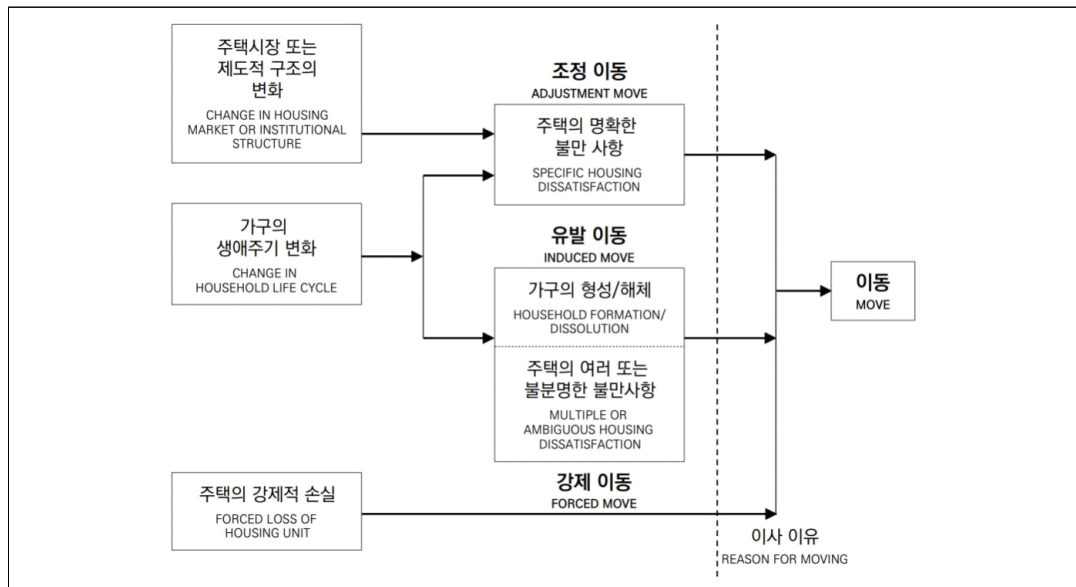 주택시장 또는
제도적 구조의
변화
CHANGE IN HOUSING
MARKET OR INSTITUTIONAL
STRUCTURE
조정 이동
ADJUSTMENT MOVE
주택의 명확한
불만 사항
SPECIFIC HOUSING
DISSATISFACTION
가구의
생애주기 변화
CHANGE IN
HOUSEHOLD LIFE CYCLE
유발 이동
INDUCED MOVE
가구의 형성/해체
HOUSEHOLD FORMATION/
DISSOLUTION
주택의 여러 또는
불분명한 불만사항
MULTIPLE OR
AMBIGUOUS HOUSING
DISSATISFACTION
이동
MOVE
주택의 강제적 손실
FORCED LOSS OF
HOUSING UNIT
강제 이동
FORCED MOVE
이사 이유
REASON FOR MOVING